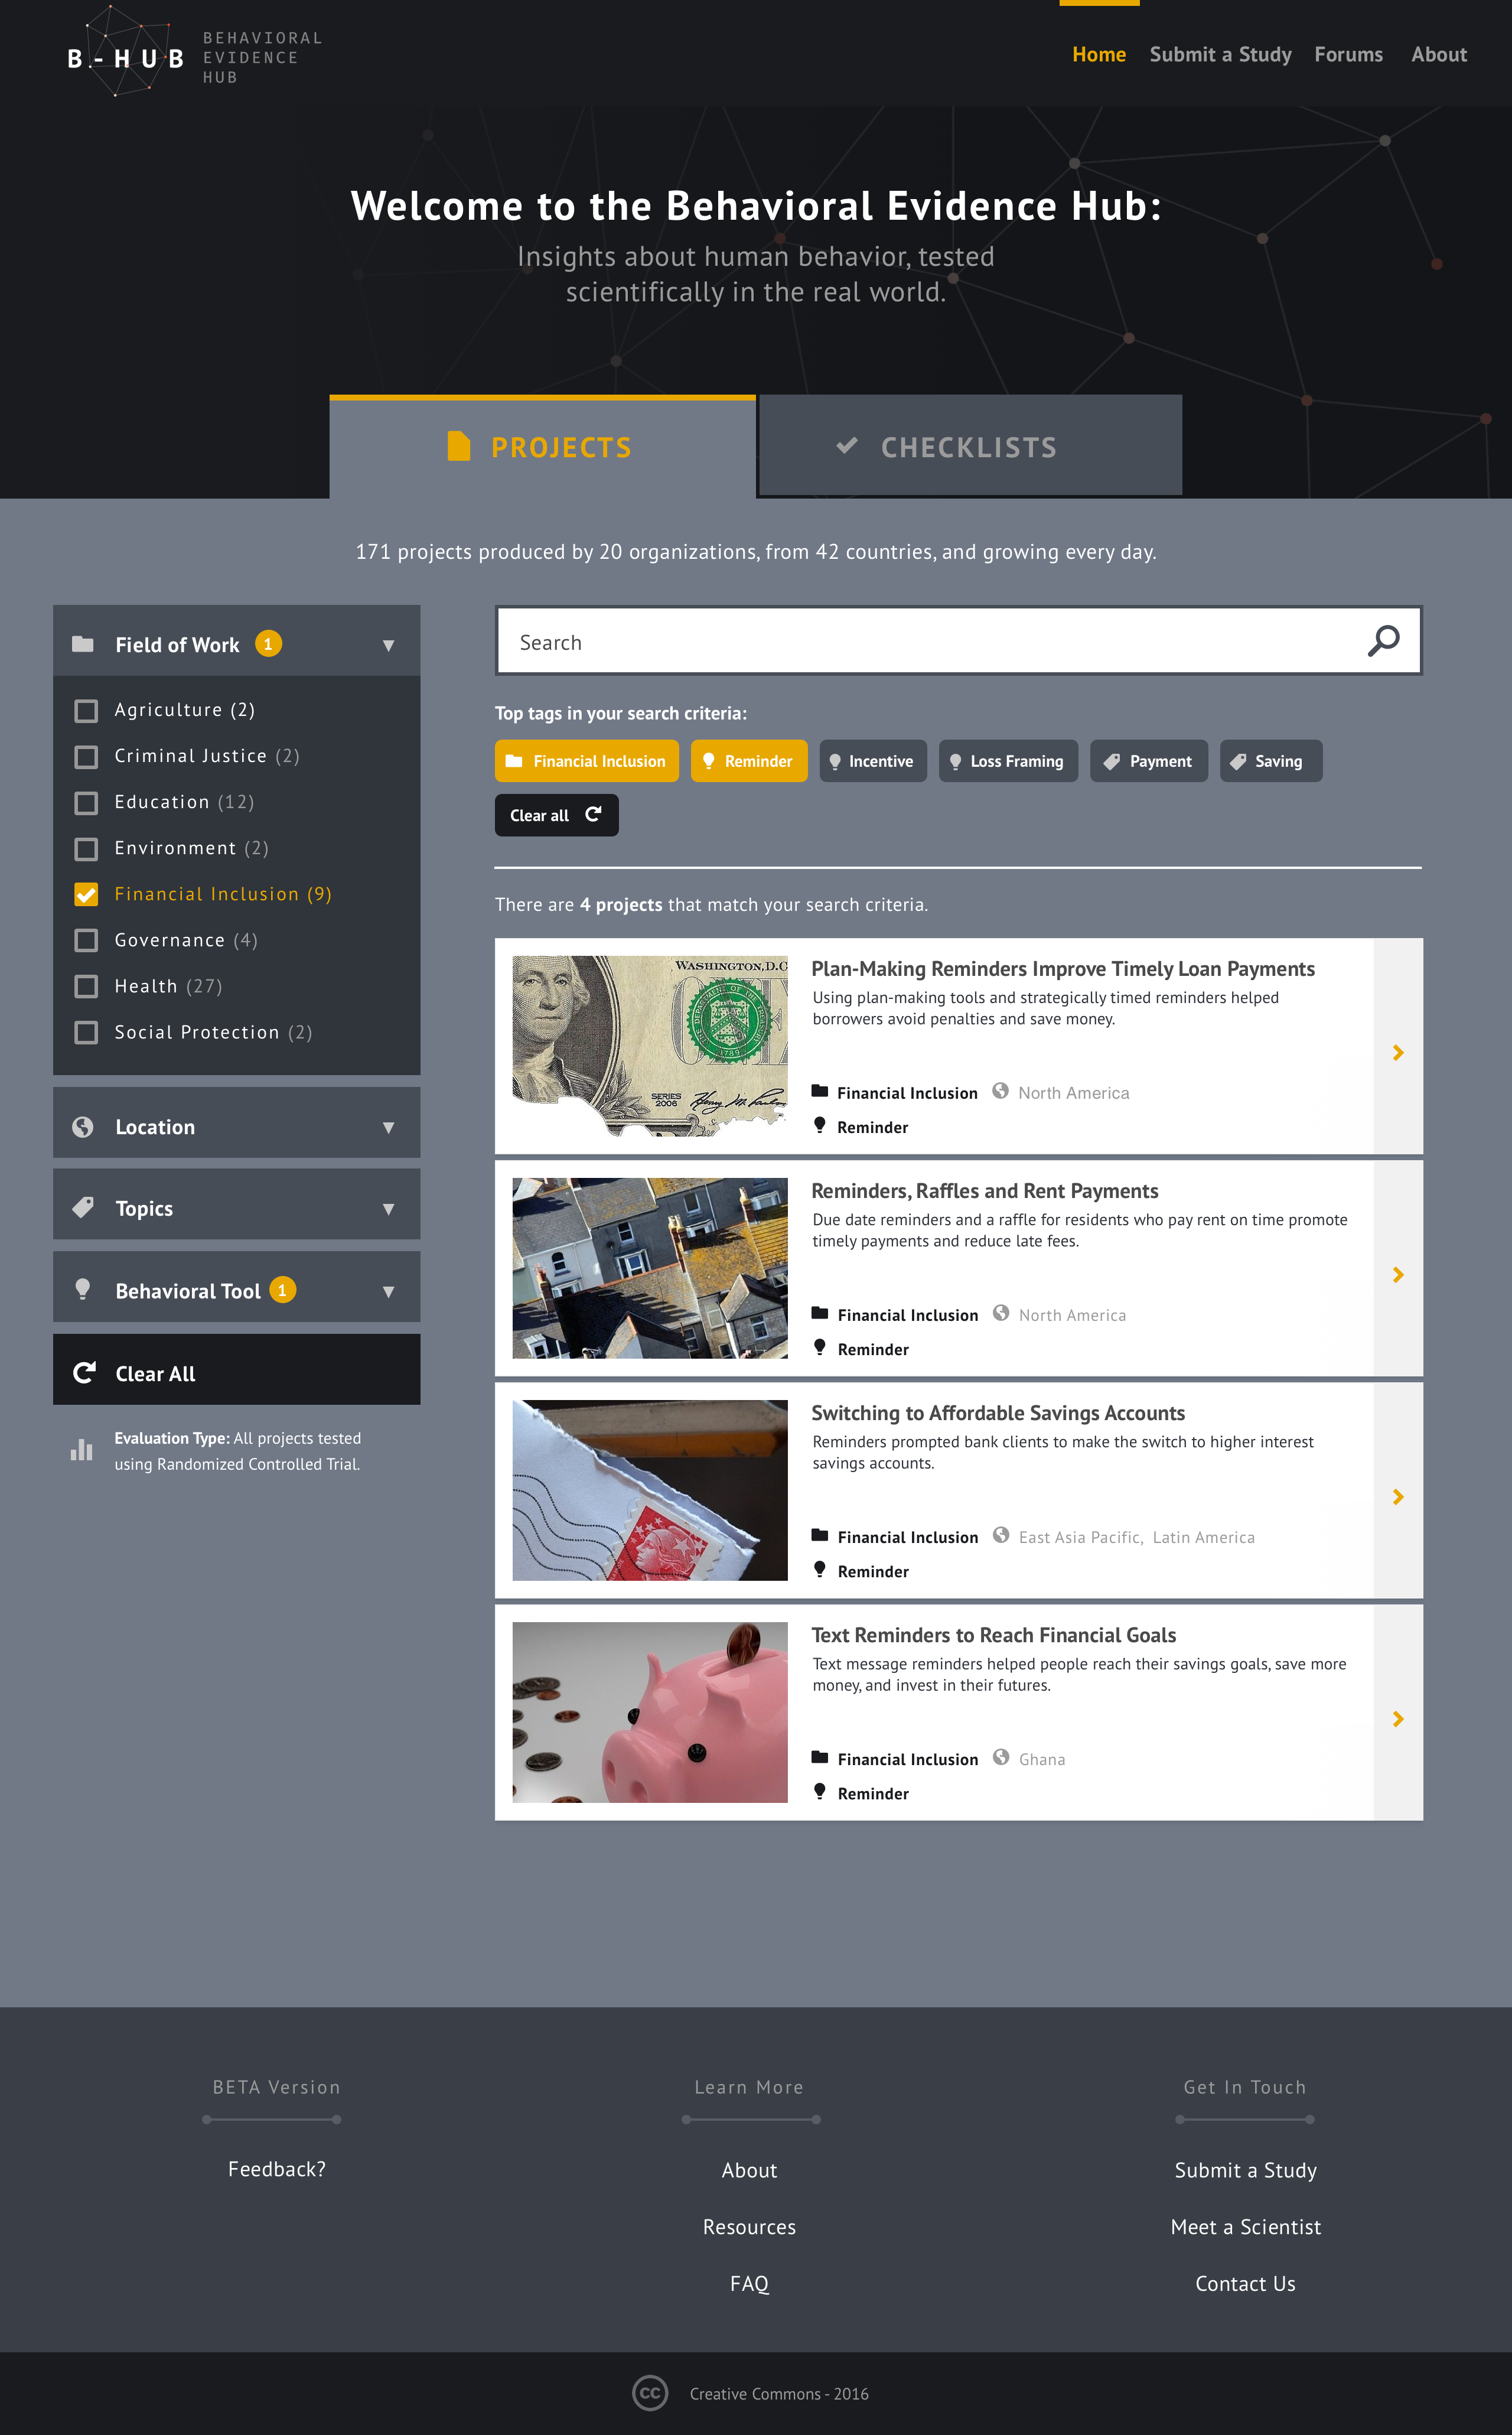 B - H U B
BEHAVIORAL
EVIDENCE
HUB
Home Submit a Study Forums About
Welcome to the Behavioral Evidence Hub:
Insights about human behavior, tested
scientifically in the real world.
PROJECTS
CHECKLISTS
171 projects produced by 20 organizations, from 42 countries, and growing every day.
Field of Work 1 ▼
Agriculture (2)
Criminal Justice (2)
Education (12)
Environment (2)
Financial Inclusion (9)
Governance (4)
Health (27)
Social Protection (2)
Location ▼
Topics ▼
Behavioral Tool 1 ▼
Clear All
Evaluation Type: All projects tested
using Randomized Controlled Trial.
Search
Top tags in your search criteria:
Financial Inclusion Reminder Incentive Loss Framing Payment Saving
Clear all
There are 4 projects that match your search criteria.
WASHINGTON, D.C
DEPARTMENT OF THE TREASURY
1789
SERIES
2006
Plan-Making Reminders Improve Timely Loan Payments
Using plan-making tools and strategically timed reminders helped
borrowers avoid penalties and save money.
Financial Inclusion North America
Reminder
Reminders, Raffles and Rent Payments
Due date reminders and a raffle for residents who pay rent on time promote
timely payments and reduce late fees.
Financial Inclusion North America
Reminder
Switching to Affordable Savings Accounts
Reminders prompted bank clients to make the switch to higher interest
savings accounts.
Financial Inclusion East Asia Pacific, Latin America
Reminder
Text Reminders to Reach Financial Goals
Text message reminders helped people reach their savings goals, save more
money, and invest in their futures.
Financial Inclusion Ghana
Reminder
BETA Version
Feedback?
Learn More
About
Resources
FAQ
Get In Touch
Submit a Study
Meet a Scientist
Contact Us
cc Creative Commons - 2016